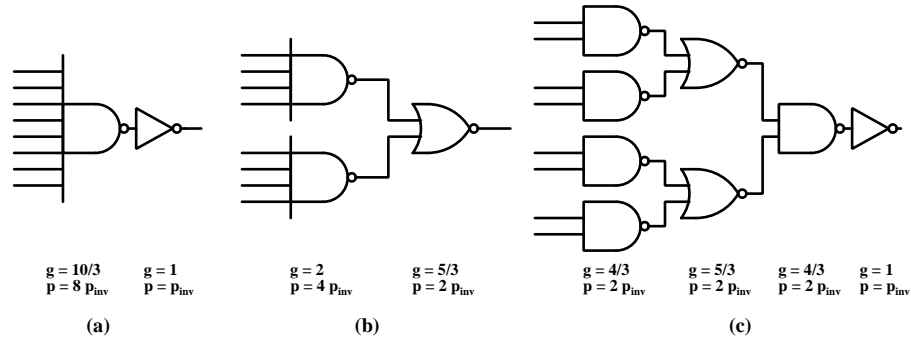 g = 10/3 g = 1 g = 2 g = 5/3 g = 4/3 g = 5/3 g = 4/3 g = 1
p = 8 pinv p = pinv p = 4 pinv p = 2 pinv p = 2 pinv p = 2 pinv p = 2 pinv p = pinv
(a) (b) (c)